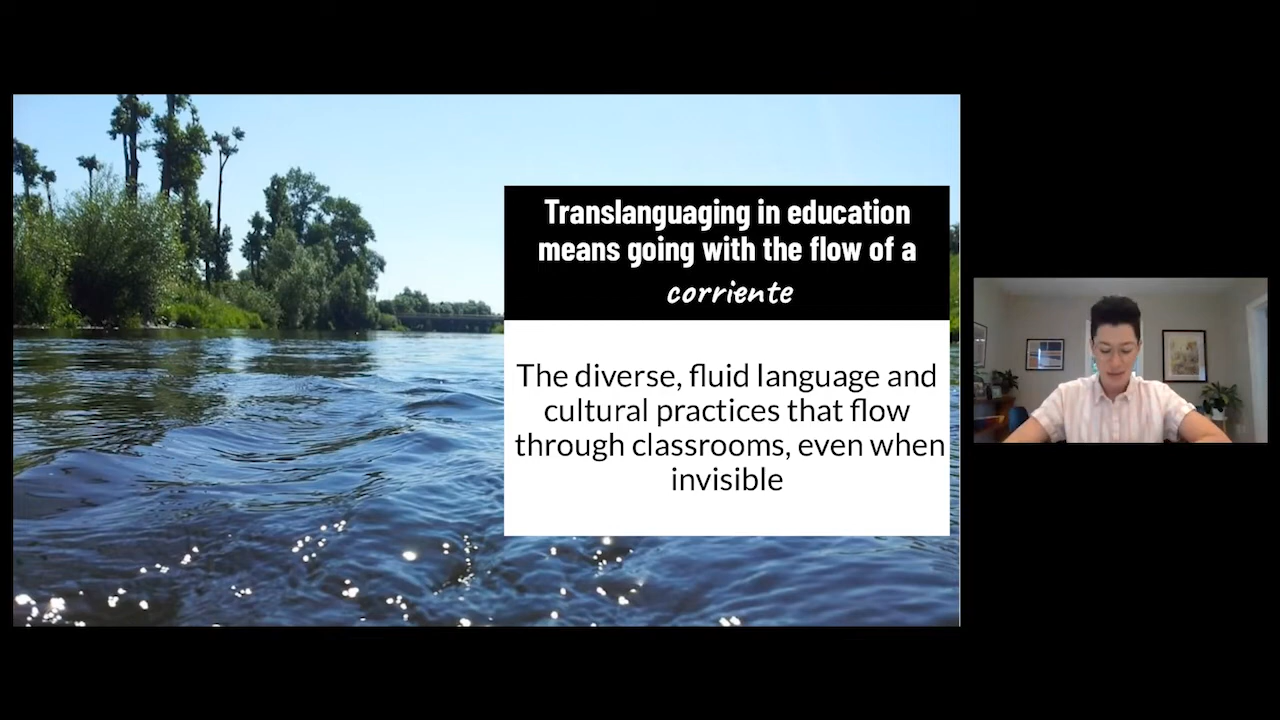 Translanguaging in education
means going with the flow of a
corriente
The diverse, fluid language and
cultural practices that flow
through classrooms, even when
invisible